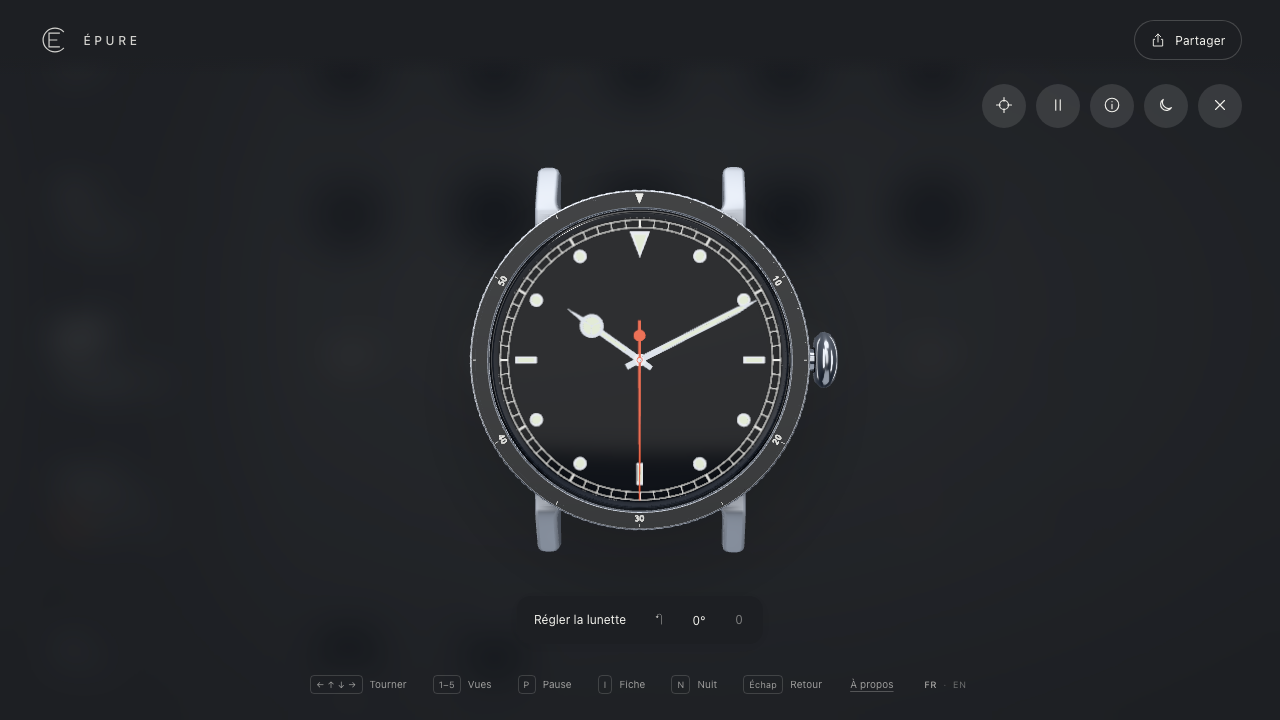 ÉPURE
Partager
50
10
40
20
30
Régler la lunette 0° 0
← ↑ ↓ → Tourner 1–5 Vues P Pause I Fiche N Nuit Échap Retour À propos FR · EN